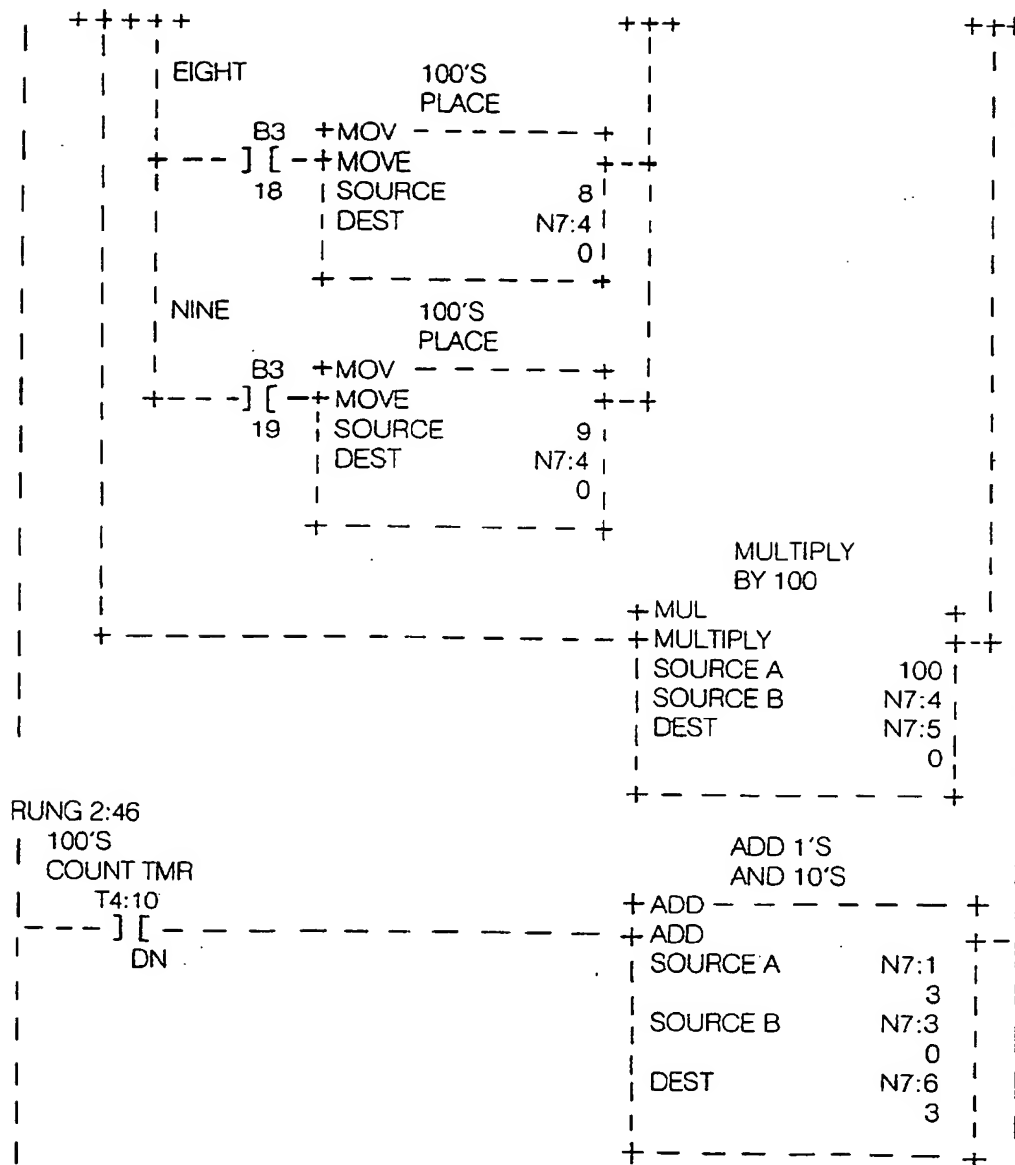 EIGHT
100'S
PLACE
B3 +MOV
] [ MOVE
18 SOURCE 8
DEST N7:4
0
NINE
100'S
PLACE
B3 +MOV
] [ MOVE
19 SOURCE 9
DEST N7:4
0
MULTIPLY
BY 100
+MUL +
+MULTIPLY
SOURCE A 100
SOURCE B N7:4
DEST N7:5
0
RUNG 2:46
100'S
COUNT TMR
T4:10
] [
DN
ADD 1'S
AND 10'S
+ADD
+ADD
SOURCE A N7:1
3
SOURCE B N7:3
0
DEST N7:6
3